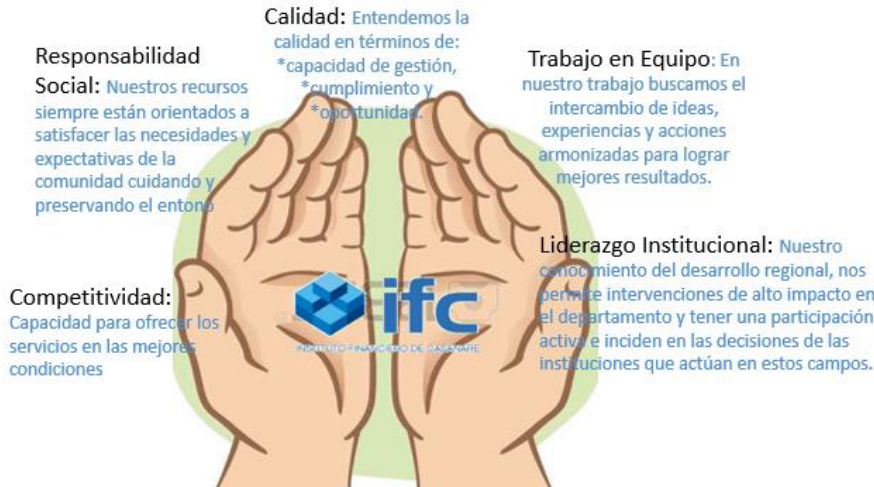 Calidad: Entendemos la
calidad en términos de:
*capacidad de gestión,
*cumplimiento y
*oportunidad.
Responsabilidad
Social: Nuestros recursos
siempre están orientados a
satisfacer las necesidades y
expectativas de la
comunidad cuidando y
preservando el entono
Trabajo en Equipo: En
nuestro trabajo buscamos el
intercambio de ideas,
experiencias y acciones
armonizadas para lograr
mejores resultados.
Competitividad:
Capacidad para ofrecer los
servicios en las mejores
condiciones
Liderazgo Institucional: Nuestro
conocimiento del desarrollo regional, nos
permite intervenciones de alto impacto en
el departamento y tener una participación
activa e inciden en las decisiones de las
instituciones que actúan en estos campos.
ifc
INSTITUTO FINANCIERO DE CASANARE